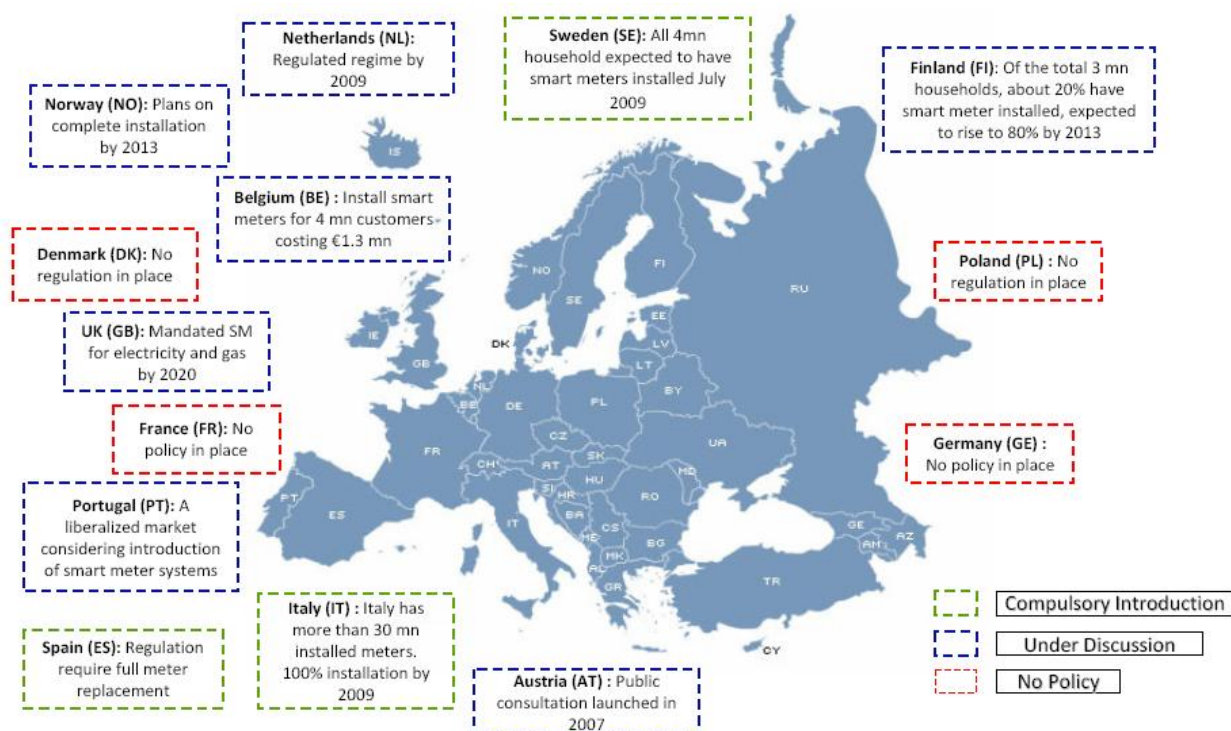 Netherlands (NL):
Regulated regime by
2009
Sweden (SE): All 4mn
household expected to have
smart meters installed July
2009
Finland (FI): Of the total 3 mn
households, about 20% have
smart meter installed, expected
to rise to 80% by 2013
Norway (NO): Plans on
complete installation
by 2013
Belgium (BE) : Install smart
meters for 4 mn customers-
costing €1.3 mn
Denmark (DK): No
regulation in place
Poland (PL) : No
regulation in place
UK (GB): Mandated SM
for electricity and gas
by 2020
France (FR): No
policy in place
Germany (GE) :
No policy in place
Portugal (PT): A
liberalized market
considering introduction
of smart meter systems
Italy (IT) : Italy has
more than 30 mn
installed meters.
100% installation by
2009
Spain (ES): Regulation
require full meter
replacement
Austria (AT) : Public
consultation launched in
2007
IS
NO
SE
FI
RU
EE
LV
LT
DK
IE
GB
NL
BE
DE
PL
BY
CZ
SK
UA
FR
CH
AT
HU
MD
SI
HR
RO
PT
ES
IT
BA
CS
ME
BG
MK
AL
GR
TR
GE
AM
AZ
CY
Compulsory Introduction
Under Discussion
No Policy